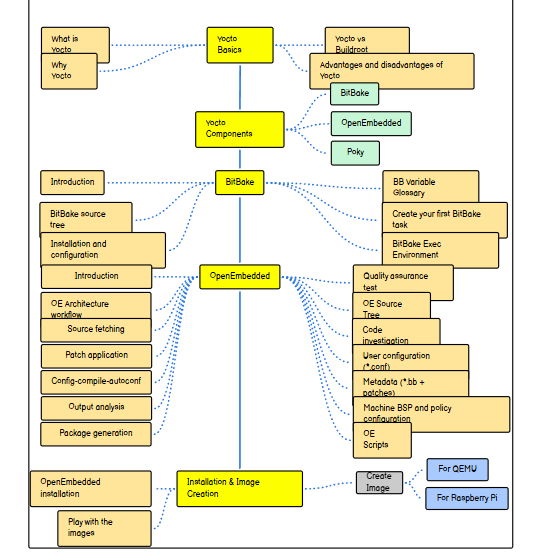 What is
Yocto
Why
Yocto
Yocto
Basics
Yocto vs
Buildroot
Advantages and disadvantages of
Yocto
Yocto
Components
BitBake
OpenEmbedded
Poky
Introduction
BitBake source
tree
Installation and
configuration
BitBake
BB Variable
Glossary
Create your first BitBake
task
BitBake Exec
Environment
Introduction
OE Architecture
workflow
Source fetching
Patch application
Config-compile-autoconf
Output analysis
Package generation
OpenEmbedded
Quality assurance
test
OE Source
Tree
Code
investigation
User configuration
(*.conf)
Metadata (*.bb +
patches)
Machine BSP and policy
configuration
OE
Scripts
OpenEmbedded
installation
Play with the
images
Installation & Image
Creation
Create
Image
For QEMU
For Raspberry Pi